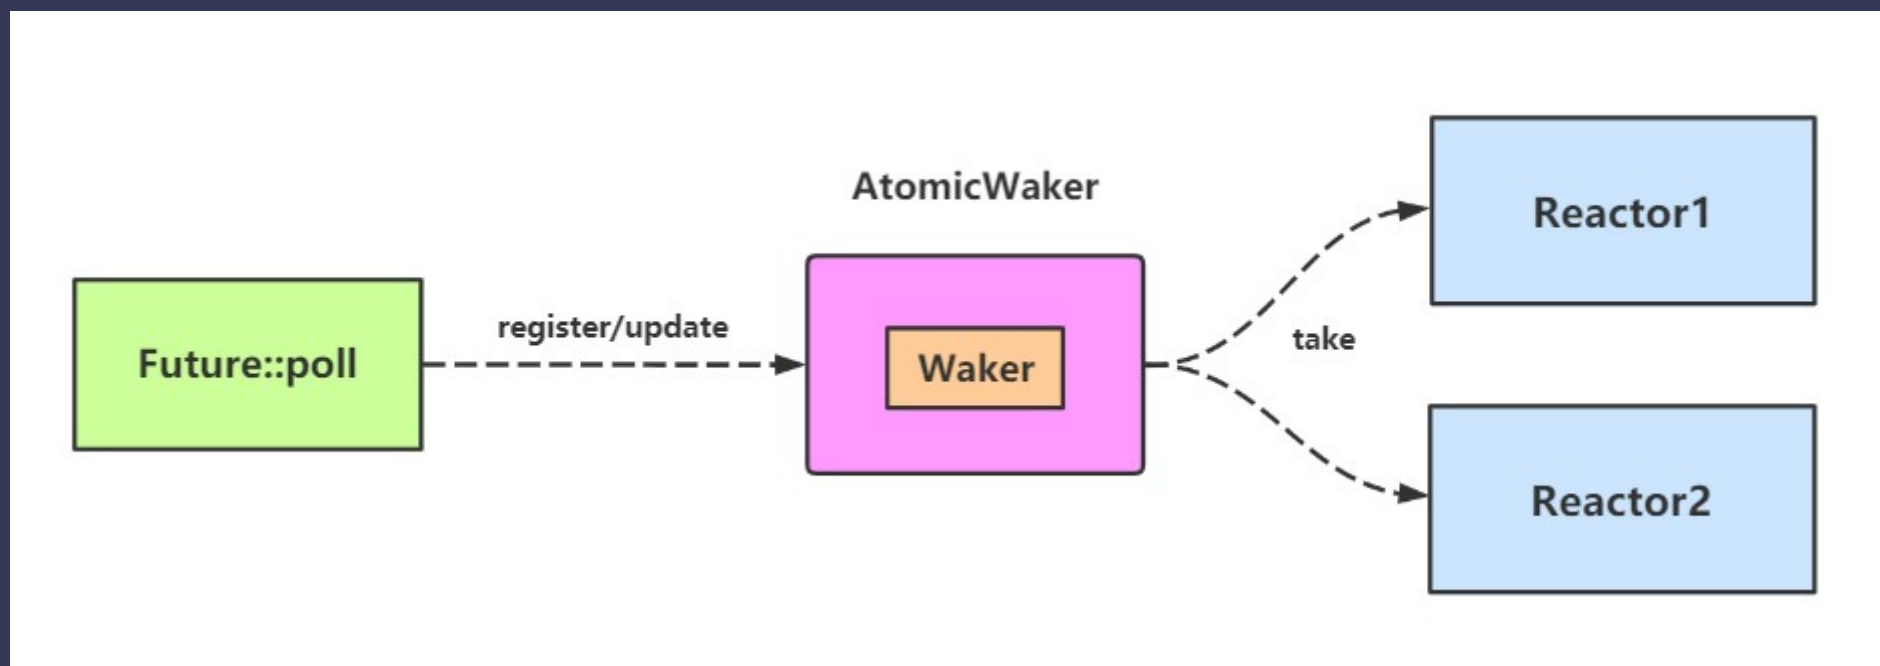 AtomicWaker
Future::poll
register/update
Waker
take
Reactor1
Reactor2